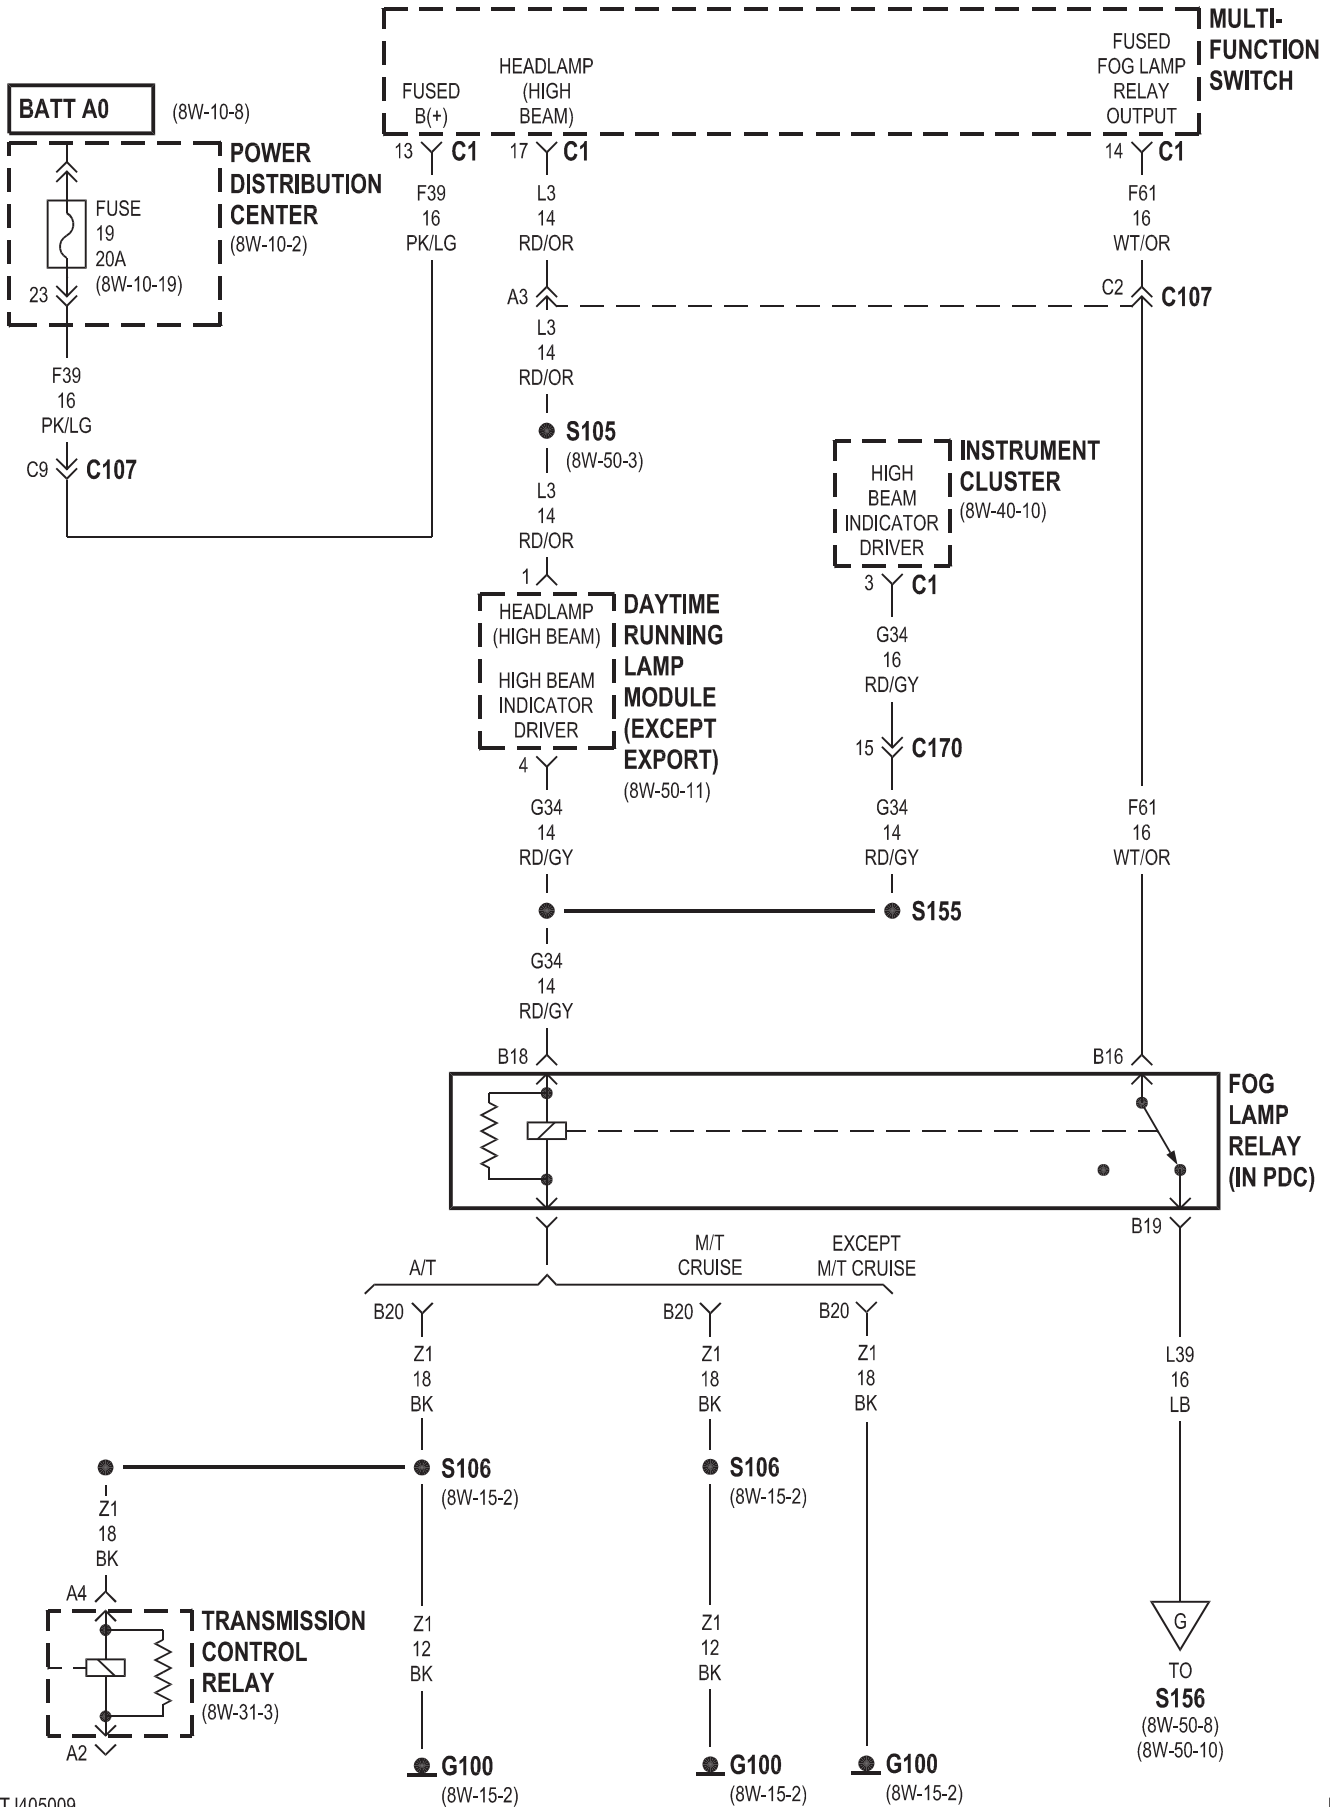 MULTI-
FUNCTION
SWITCH
FUSED
FOG LAMP
RELAY
OUTPUT
HEADLAMP
(HIGH
BEAM)
FUSED
B(+)
BATT A0
(8W-10-8)
13
C1
17
C1
14
C1
POWER
DISTRIBUTION
CENTER
(8W-10-2)
FUSE
19
20A
(8W-10-19)
23
F39
16
PK/LG
L3
14
RD/OR
F61
16
WT/OR
A3
C2
C107
L3
14
RD/OR
F39
16
PK/LG
C9
C107
S105
(8W-50-3)
L3
14
RD/OR
INSTRUMENT
CLUSTER
(8W-40-10)
HIGH
BEAM
INDICATOR
DRIVER
3
C1
1
HEADLAMP
(HIGH BEAM)
HIGH BEAM
INDICATOR
DRIVER
DAYTIME
RUNNING
LAMP
MODULE
(EXCEPT
EXPORT)
(8W-50-11)
G34
16
RD/GY
15
C170
4
G34
14
RD/GY
G34
14
RD/GY
F61
16
WT/OR
S155
G34
14
RD/GY
B18
B16
FOG
LAMP
RELAY
(IN PDC)
B19
A/T
M/T
CRUISE
EXCEPT
M/T CRUISE
B20
B20
B20
Z1
18
BK
Z1
18
BK
Z1
18
BK
L39
16
LB
S106
(8W-15-2)
S106
(8W-15-2)
Z1
18
BK
A4
TRANSMISSION
CONTROL
RELAY
(8W-31-3)
A2
Z1
12
BK
Z1
12
BK
G
TO
S156
(8W-50-8)
(8W-50-10)
G100
(8W-15-2)
G100
(8W-15-2)
G100
(8W-15-2)